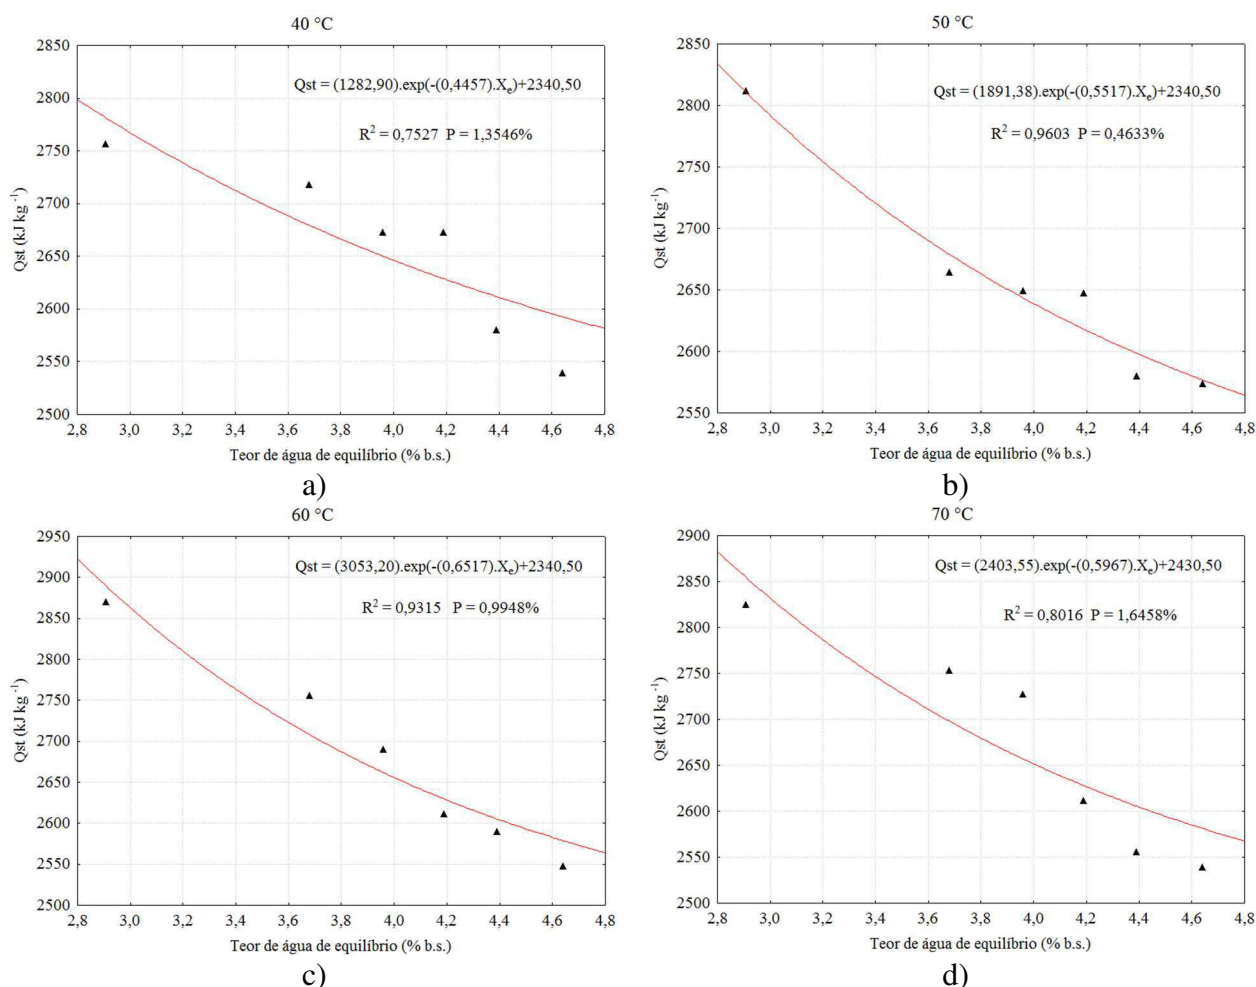 40 °C
Qst = (1282,90).exp(-(0,4457).Xe)+2340,50
R² = 0,7527 P = 1,3546%
Qst (kJ kg⁻¹)
2850
2800
2750
2700
2650
2600
2550
2500
2,8 3,0 3,2 3,4 3,6 3,8 4,0 4,2 4,4 4,6 4,8
Teor de água de equilíbrio (% b.s.)
a)
50 °C
Qst = (1891,38).exp(-(0,5517).Xe)+2340,50
R² = 0,9603 P = 0,4633%
Qst (kJ kg⁻¹)
2850
2800
2750
2700
2650
2600
2550
2,8 3,0 3,2 3,4 3,6 3,8 4,0 4,2 4,4 4,6 4,8
Teor de água de equilíbrio (% b.s.)
b)
60 °C
Qst = (3053,20).exp(-(0,6517).Xe)+2340,50
R² = 0,9315 P = 0,9948%
Qst (kJ kg⁻¹)
2950
2900
2850
2800
2750
2700
2650
2600
2550
2500
2,8 3,0 3,2 3,4 3,6 3,8 4,0 4,2 4,4 4,6 4,8
Teor de água de equilíbrio (% b.s.)
c)
70 °C
Qst = (2403,55).exp(-(0,5967).Xe)+2430,50
R² = 0,8016 P = 1,6458%
Qst (kJ kg⁻¹)
2900
2850
2800
2750
2700
2650
2600
2550
2500
2,8 3,0 3,2 3,4 3,6 3,8 4,0 4,2 4,4 4,6 4,8
Teor de água de equilíbrio (% b.s.)
d)